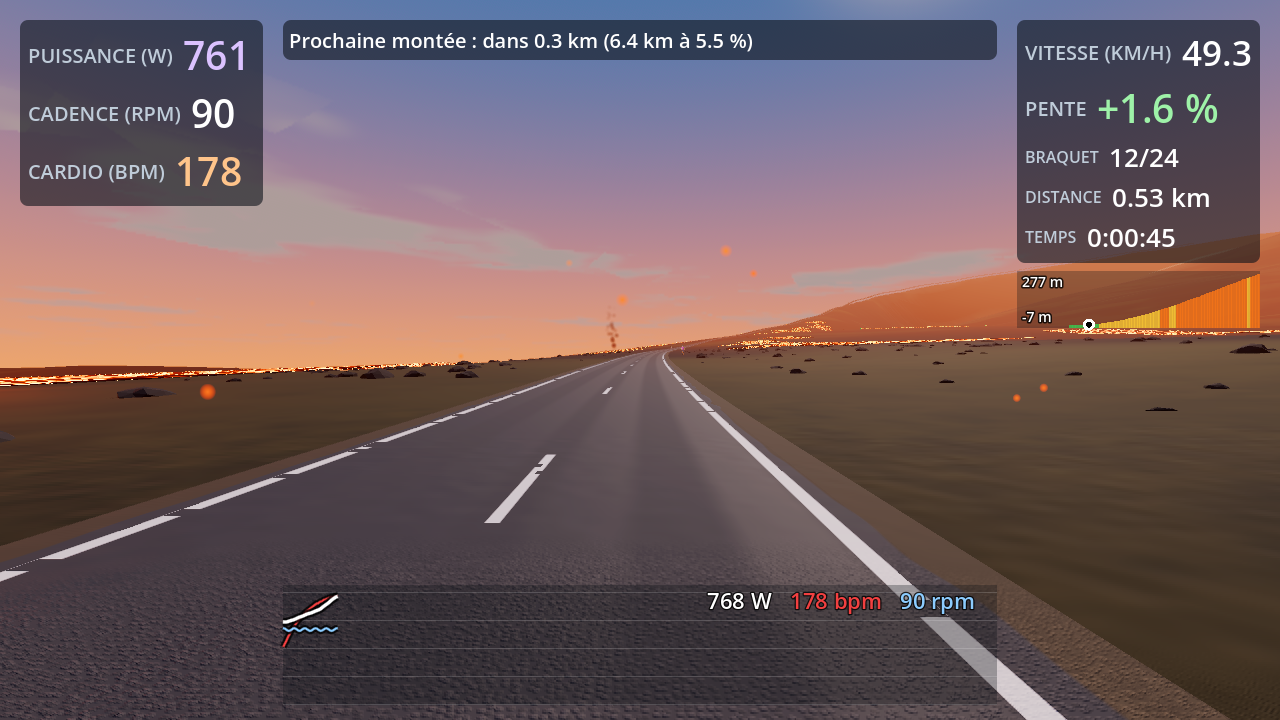 PUISSANCE (W) 761
CADENCE (RPM) 90
CARDIO (BPM) 178
Prochaine montée : dans 0.3 km (6.4 km à 5.5 %)
VITESSE (KM/H) 49.3
PENTE +1.6 %
BRAQUET 12/24
DISTANCE 0.53 km
TEMPS 0:00:45
277 m
-7 m
768 W 178 bpm 90 rpm